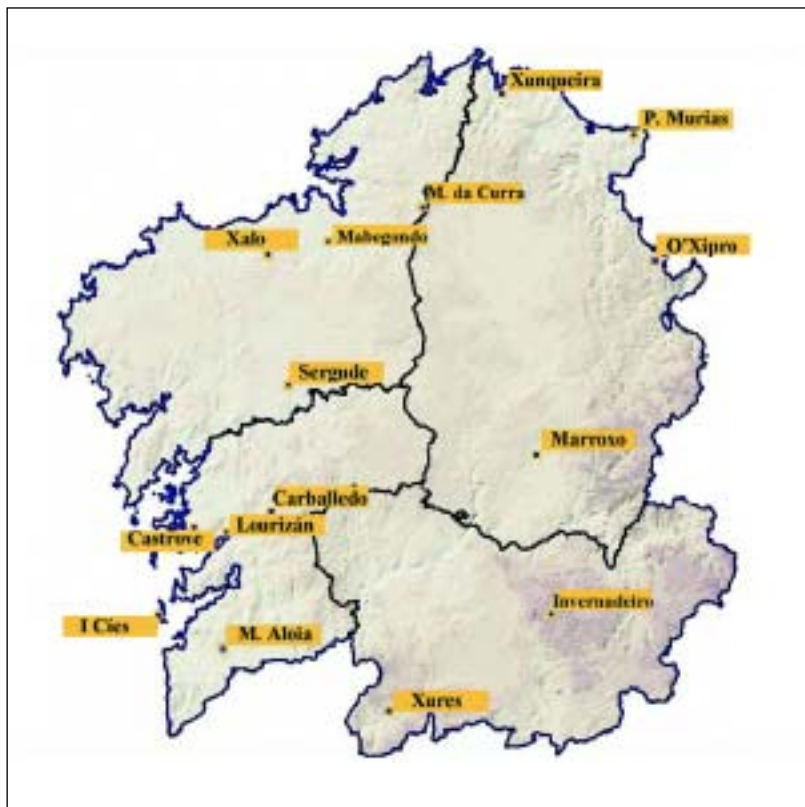 Xunqueira
P. Murias
M. da Curra
Xalo
Mabegondo
O'Xipro
Sergude
Marroxo
Carballedo
Castrove
Lourizán
I Cíes
M. Aloia
Invernadeiro
Xures